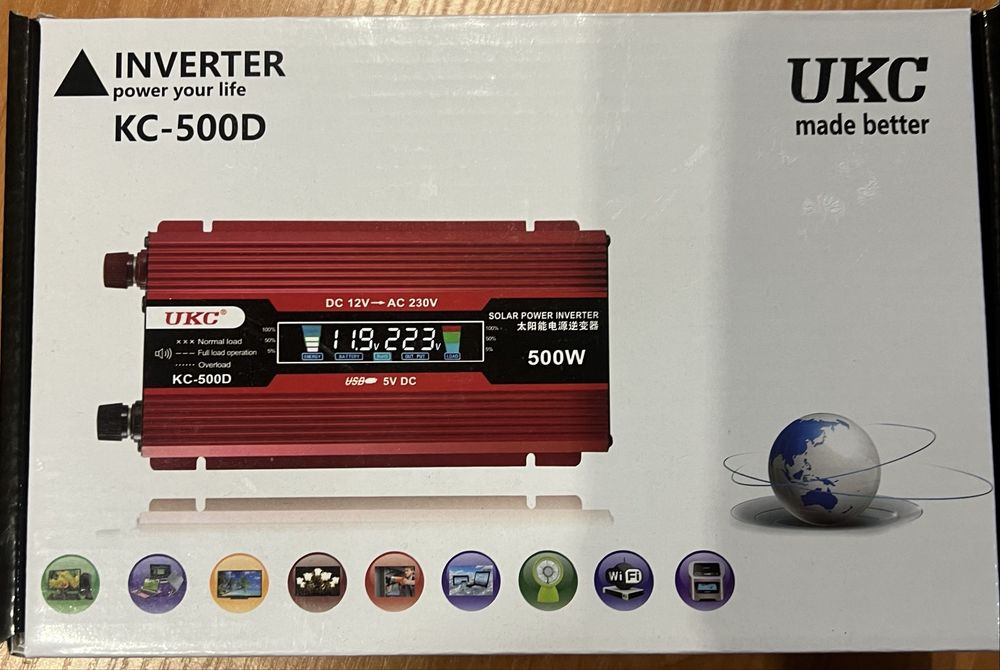 INVERTER
power your life
KC-500D
UKC
made better
DC 12V→AC 230V
UKC®
××× Normal load
--- Full load operation
...... Overload
KC-500D
100%
50%
5%
11.9V 223V
ENERGY BATTERY OUT PUT LOAD
100%
50%
5%
SOLAR POWER INVERTER
太阳能电源逆变器
500W
USB 5V DC
WiFi